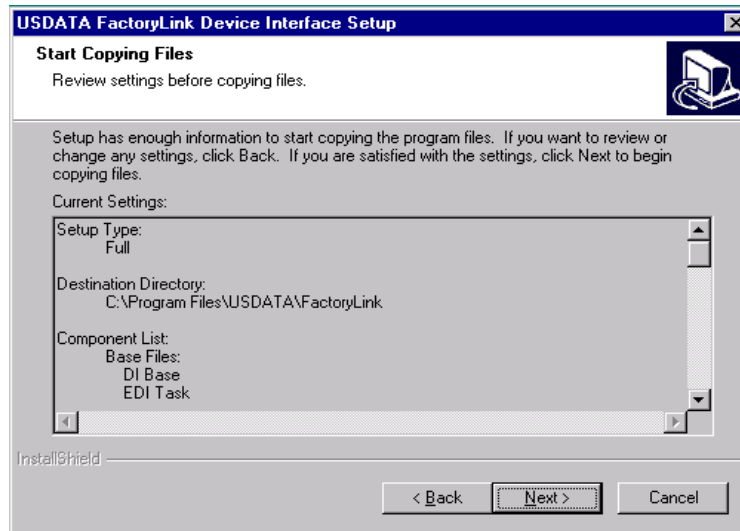 USDATA FactoryLink Device Interface Setup
Start Copying Files
Review settings before copying files.
Setup has enough information to start copying the program files. If you want to review or
change any settings, click Back. If you are satisfied with the settings, click Next to begin
copying files.
Current Settings:
Setup Type:
Full
Destination Directory:
C:\Program Files\USDATA\FactoryLink
Component List:
Base Files:
DI Base
EDI Task
InstallShield
< Back
Next >
Cancel